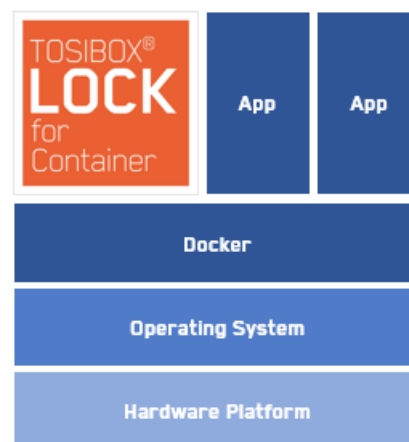 TOSIBOX®
LOCK
for
Container
App
App
Docker
Operating System
Hardware Platform